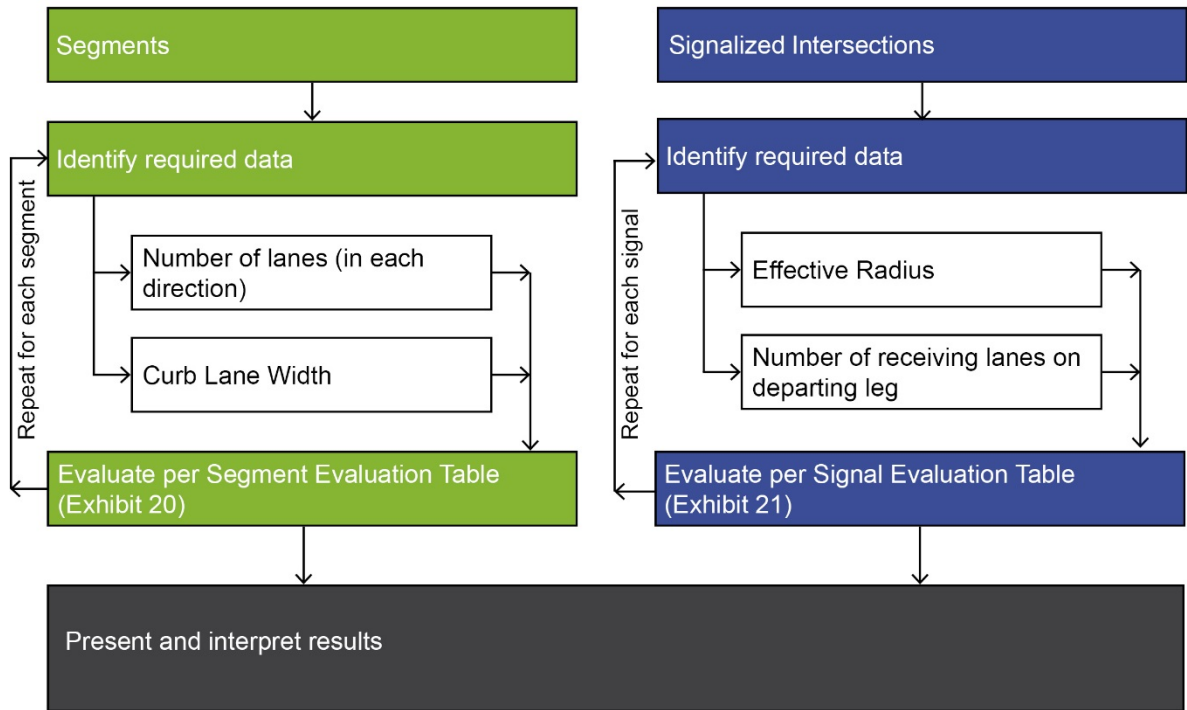 Segments
Identify required data
Repeat for each segment
Number of lanes (in each
direction)
Curb Lane Width
Evaluate per Segment Evaluation Table
(Exhibit 20)
Signalized Intersections
Identify required data
Repeat for each signal
Effective Radius
Number of receiving lanes on
departing leg
Evaluate per Signal Evaluation Table
(Exhibit 21)
Present and interpret results